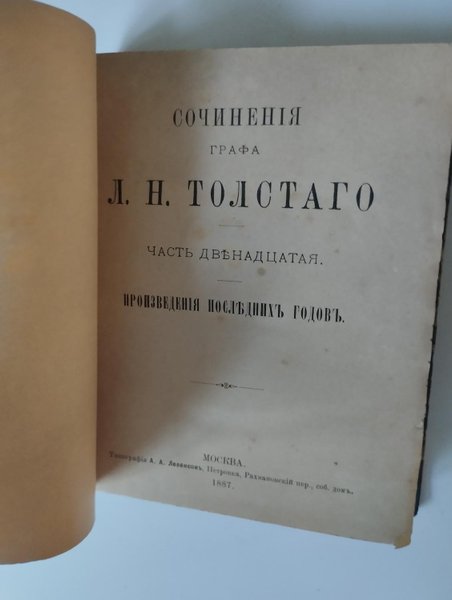 СОЧИНЕНІЯ
ГРАФА
Л. Н. ТОЛСТАГО
ЧАСТЬ ДВѢНАДЦАТАЯ.
ПРОИЗВЕДЕНІЯ ПОСЛѢДНИХЪ ГОДОВЪ.
МОСКВА.
Типографія А. А. Левенсонъ, Петровка, Рахмановскій пер., соб. домъ.
1887.